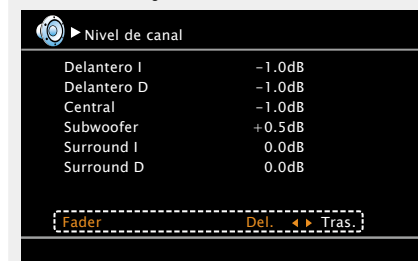 Nivel de canal
Delantero I -1.0dB
Delantero D -1.0dB
Central -1.0dB
Subwoofer +0.5dB
Surround I 0.0dB
Surround D 0.0dB
Fader Del. Tras.